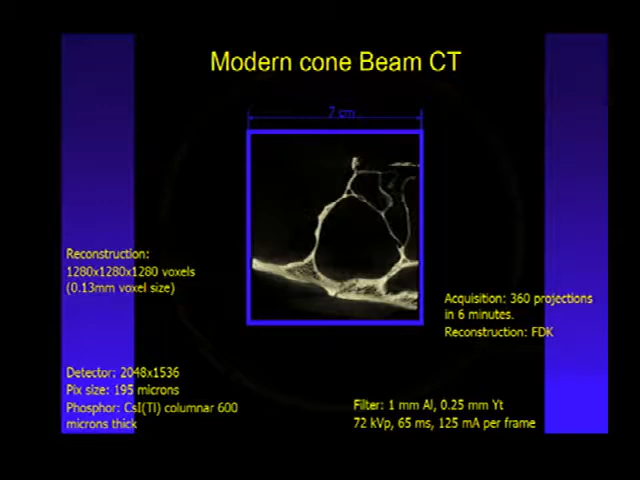 Modern cone Beam CT
7 cm
Reconstruction:
1280x1280x1280 voxels
(0.13mm voxel size)
Acquisition: 360 projections
in 6 minutes.
Reconstruction: FDK
Detector: 2048x1536
Pix size: 195 microns
Phosphor: CsI(Tl) columnar 600
microns thick
Filter: 1 mm Al, 0.25 mm Yt
72 kVp, 65 ms, 125 mA per frame